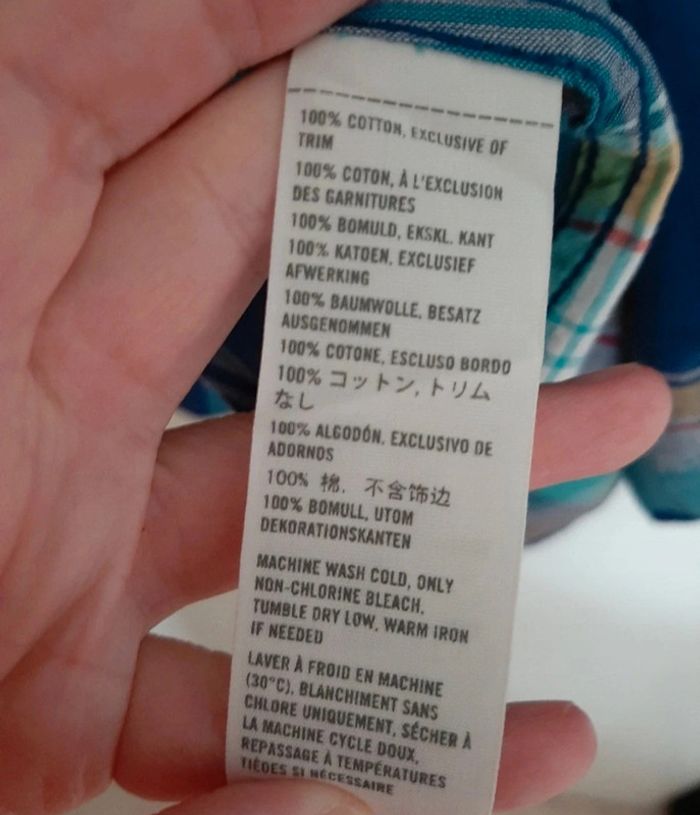 100% COTTON, EXCLUSIVE OF
TRIM
100% COTON, À L'EXCLUSION
DES GARNITURES
100% BOMULD, EKSKL. KANT
100% KATOEN, EXCLUSIEF
AFWERKING
100% BAUMWOLLE, BESATZ
AUSGENOMMEN
100% COTONE, ESCLUSO BORDO
100% コットン, トリム
なし
100% ALGODÓN, EXCLUSIVO DE
ADORNOS
100% 棉, 不含饰边
100% BOMULL, UTOM
DEKORATIONSKANTEN
MACHINE WASH COLD, ONLY
NON-CHLORINE BLEACH,
TUMBLE DRY LOW, WARM IRON
IF NEEDED
LAVER À FROID EN MACHINE
(30°C), BLANCHIMENT SANS
CHLORE UNIQUEMENT, SÉCHER À
LA MACHINE CYCLE DOUX,
REPASSAGE À TEMPÉRATURES
TIÈDES SI NÉCESSAIRE